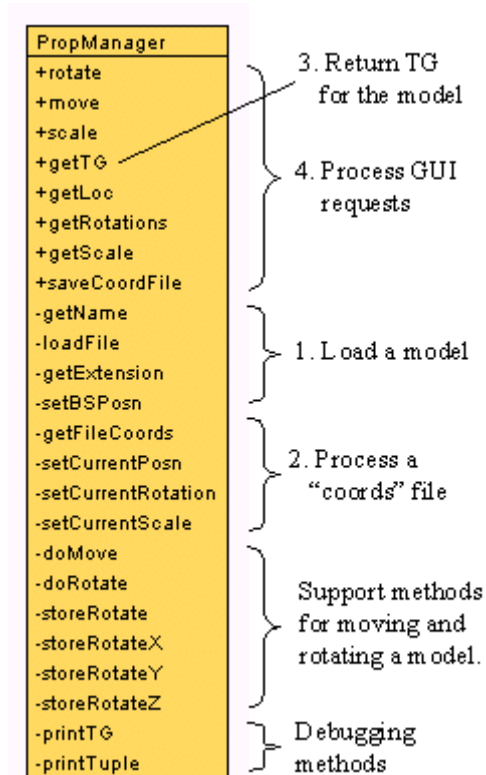 PropManager
+rotate
+move
+scale
+getTG
+getLoc
+getRotations
+getScale
+saveCoordFile
-getName
-loadFile
-getExtension
-setBSPosn
-getFileCoords
-setCurrentPosn
-setCurrentRotation
-setCurrentScale
-doMove
-doRotate
-storeRotate
-storeRotateX
-storeRotateY
-storeRotateZ
-printTG
-printTuple
3. Return TG
for the model
4. Process GUI
requests
1. Load a model
2. Process a
“coords” file
Support methods
for moving and
rotating a model.
Debugging
methods